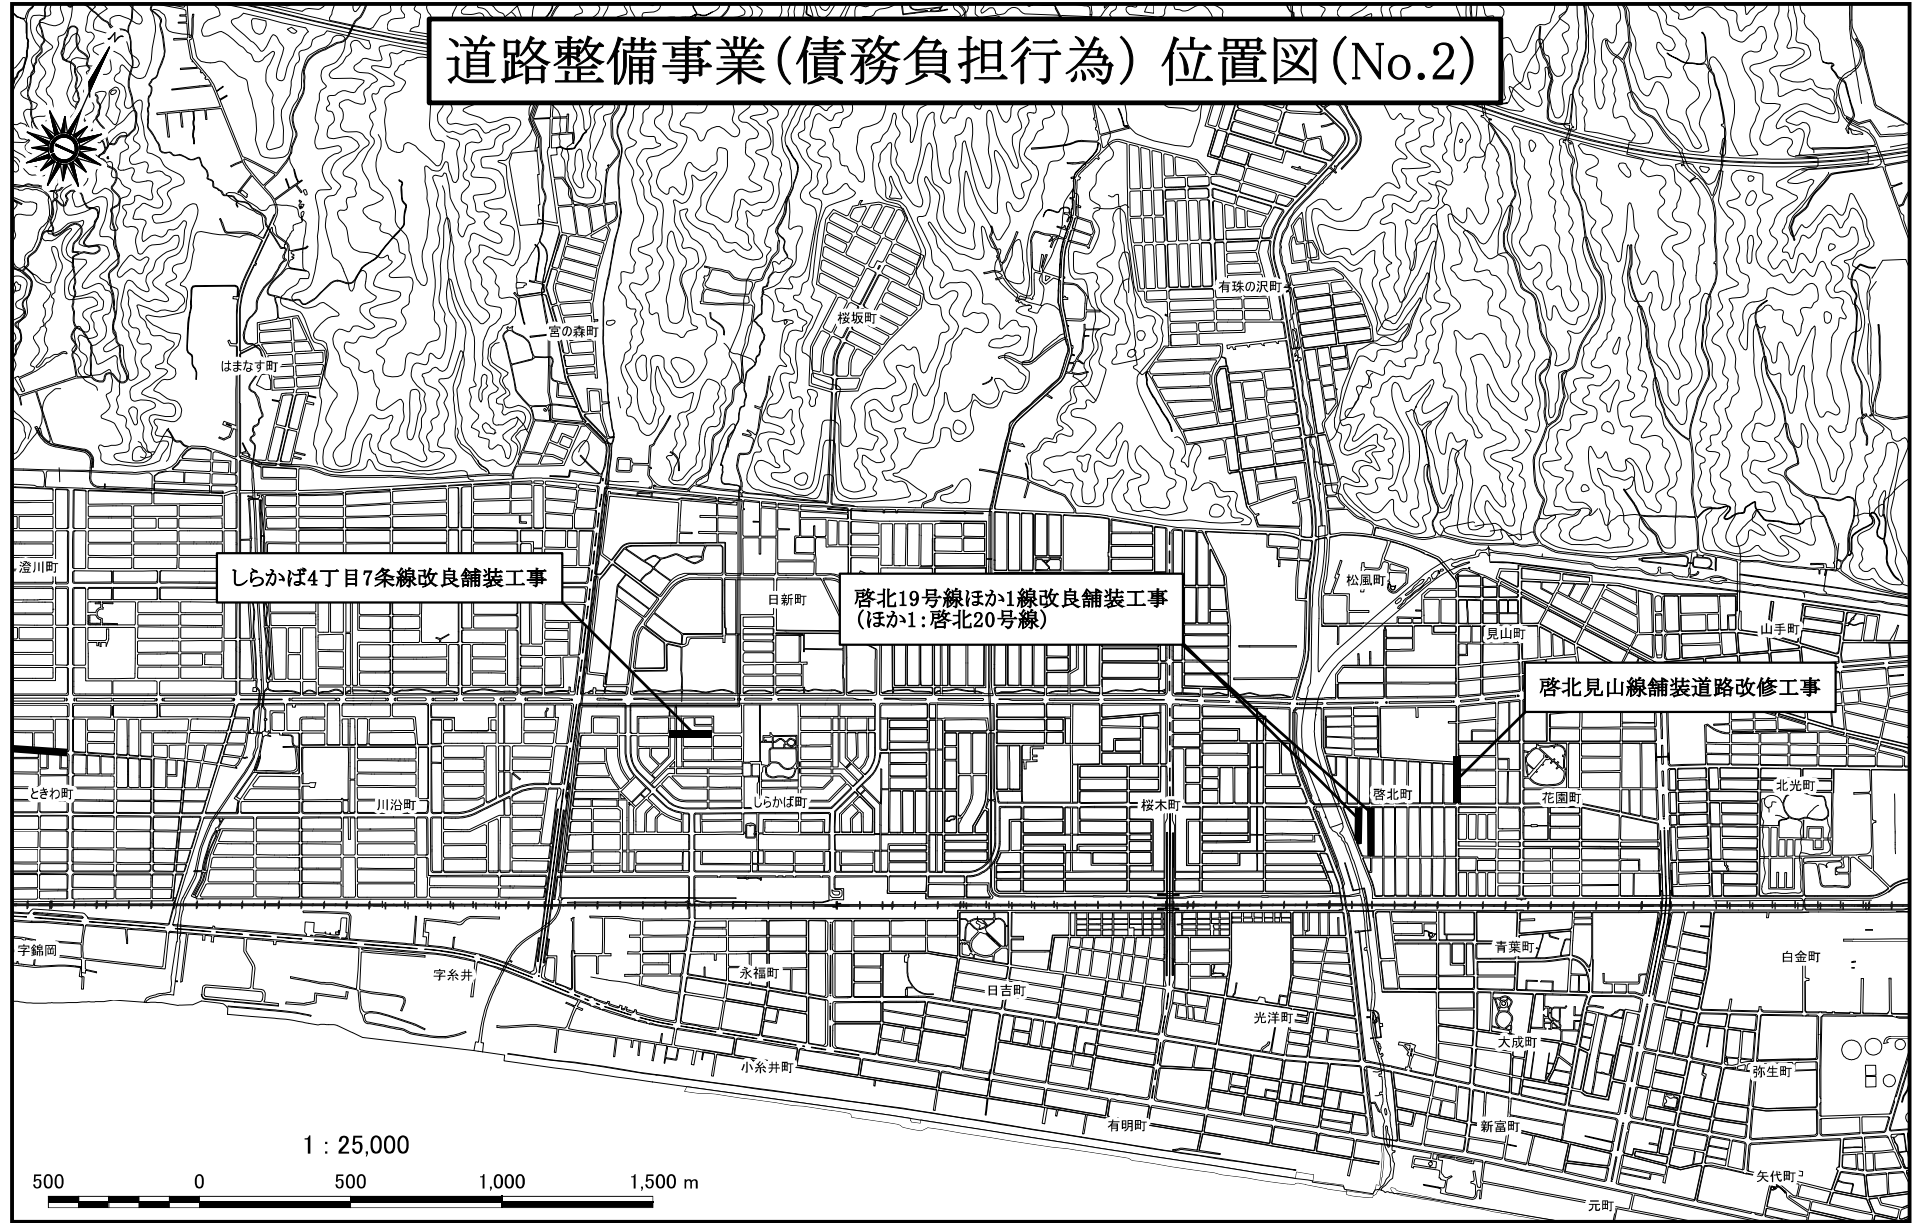 道路整備事業(債務負担行為) 位置図(No.2)
有珠の沢町
桜坂町
宮の森町
はまなす町
澄川町
しらかば4丁目7条線改良舗装工事
日新町
啓北19号線ほか1線改良舗装工事
(ほか1:啓北20号線)
松風町
見山町
山手町
啓北見山線舗装道路改修工事
ときわ町
川沿町
しらかば町
桜木町
啓北町
花園町
北光町
字錦岡
字糸井
永福町
日吉町
青葉町
白金町
光洋町
大成町
小糸井町
弥生町
有明町
新富町
矢代町
元町
1 : 25,000
500 0 500 1,000 1,500 m